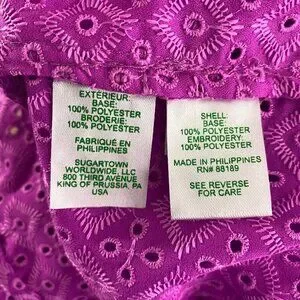 EXTÉRIEUR:
BASE:
100% POLYESTER
BRODERIE:
100% POLYESTER
FABRIQUÉ EN
PHILIPPINES
SUGARTOWN
WORLDWIDE, LLC
800 THIRD AVENUE
KING OF PRUSSIA, PA
USA
SHELL:
BASE:
100% POLYESTER
EMBROIDERY:
100% POLYESTER
MADE IN PHILIPPINES
RN# 88189
SEE REVERSE
FOR CARE